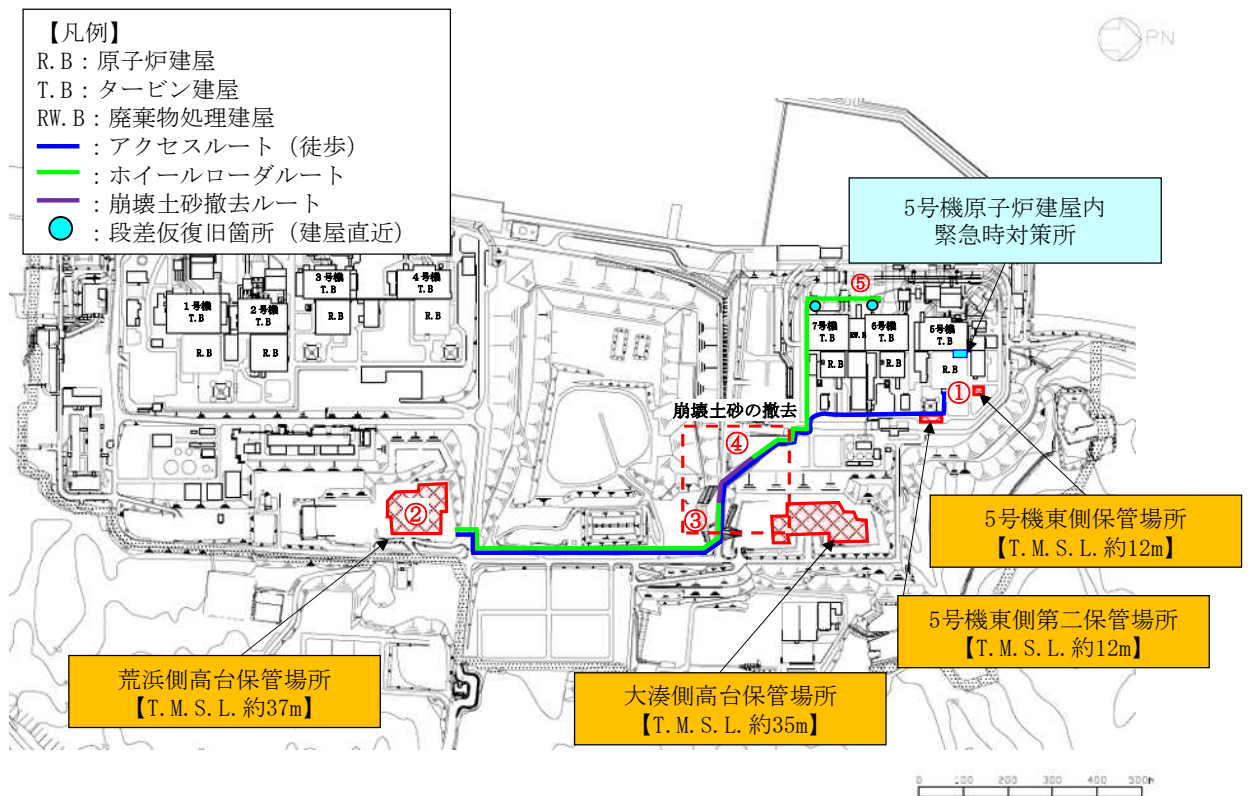 【凡例】
R.B：原子炉建屋
T.B：タービン建屋
RW.B：廃棄物処理建屋
：アクセスルート（徒歩）
：ホイールローダルート
：崩壊土砂撤去ルート
：段差仮復旧箇所（建屋直近）
PN
5号機原子炉建屋内
緊急時対策所
1号機
T.B
R.B
2号機
T.B
R.B
3号機
T.B
R.B
4号機
T.B
R.B
⑤
7号機
T.B
R.B
RW.B
6号機
T.B
R.B
5号機
T.B
R.B
①
崩壊土砂の撤去
④
②
③
5号機東側保管場所
【T.M.S.L.約12m】
5号機東側第二保管場所
【T.M.S.L.約12m】
荒浜側高台保管場所
【T.M.S.L.約37m】
大湊側高台保管場所
【T.M.S.L.約35m】
0 100 200 300 400 500m